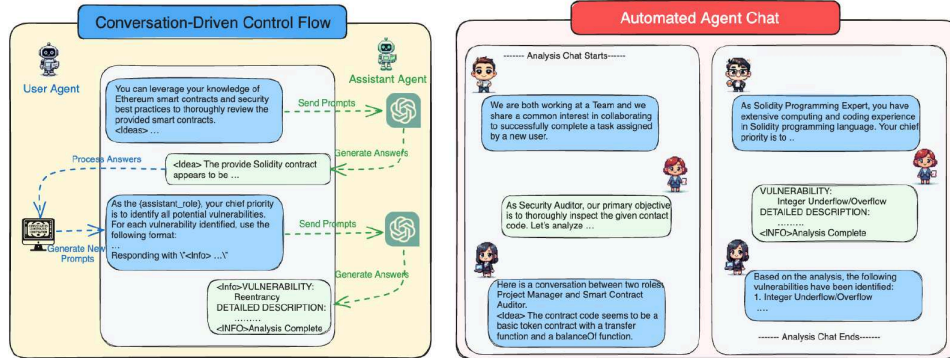 Conversation-Driven Control Flow
User Agent
Assistant Agent
You can leverage your knowledge of
Ethereum smart contracts and security
best practices to thoroughly review the
provided smart contracts.
<Ideas> ...
Send Prompts
Generate Answers
Process Answers
<Idea> The provide Solidity contract
appears to be ...
As the {assistant_role}, your chief priority
is to identify all potential vulnerabilities.
For each vulnerability identified, use the
following format:
...
Responding with \"<Info> ...\"
Send Prompts
Generate New
Prompts
Generate Answers
<Info>VULNERABILITY:
Reentrancy
DETAILED DESCRIPTION:
.........
<INFO>Analysis Complete
Automated Agent Chat
------- Analysis Chat Starts------
We are both working at a Team and we
share a common interest in collaborating
to successfully complete a task assigned
by a new user.
As Security Auditor, our primary objective
is to thoroughly inspect the given contact
code. Let's analyze ...
Here is a conversation between two roles:
Project Manager and Smart Contract
Auditor.
<Idea> The contract code seems to be a
basic token contract with a transfer
function and a balanceOf function.
As Solidity Programming Expert, you have
extensive computing and coding experience
in Solidity programming language. Your chief
priority is to ..
VULNERABILITY:
Integer Underflow/Overflow
DETAILED DESCRIPTION:
.........
<INFO>Analysis Complete
Based on the analysis, the following
vulnerabilities have been identified:
1. Integer Underflow/Overflow
....
----- Analysis Chat Ends-------